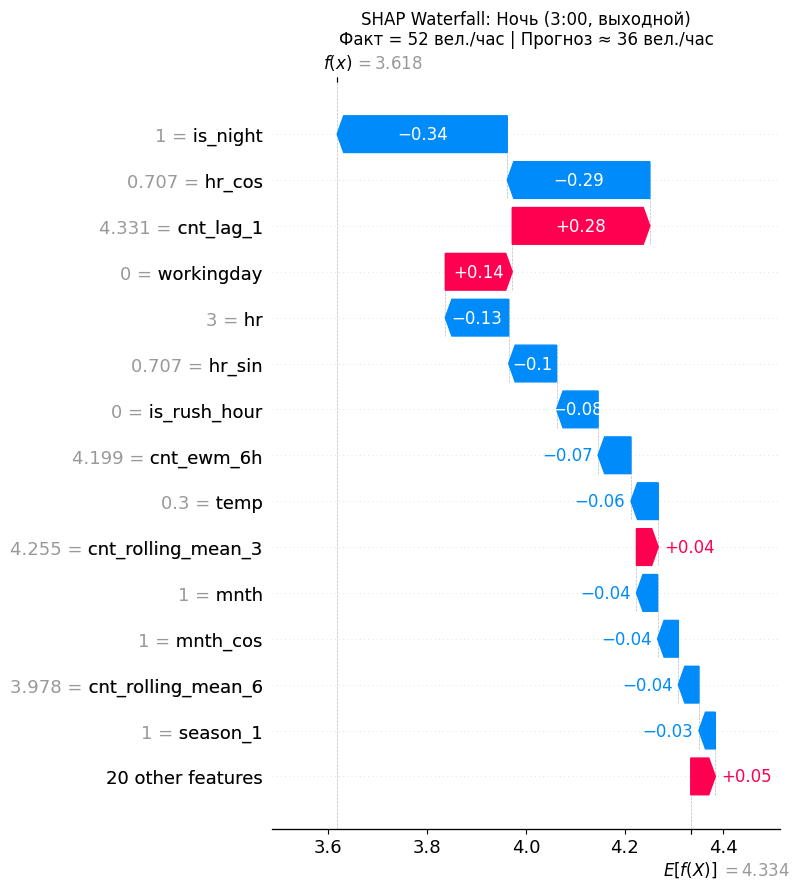 SHAP Waterfall: Ночь (3:00, выходной)
Факт = 52 вел./час | Прогноз ≈ 36 вел./час
f(x) = 3.618
1 = is_night −0.34
0.707 = hr_cos −0.29
4.331 = cnt_lag_1 +0.28
0 = workingday +0.14
3 = hr −0.13
0.707 = hr_sin −0.1
0 = is_rush_hour −0.08
4.199 = cnt_ewm_6h −0.07
0.3 = temp −0.06
4.255 = cnt_rolling_mean_3 +0.04
1 = mnth −0.04
1 = mnth_cos −0.04
3.978 = cnt_rolling_mean_6 −0.04
1 = season_1 −0.03
20 other features +0.05
3.6 3.8 4.0 4.2 4.4
E[f(X)] = 4.334